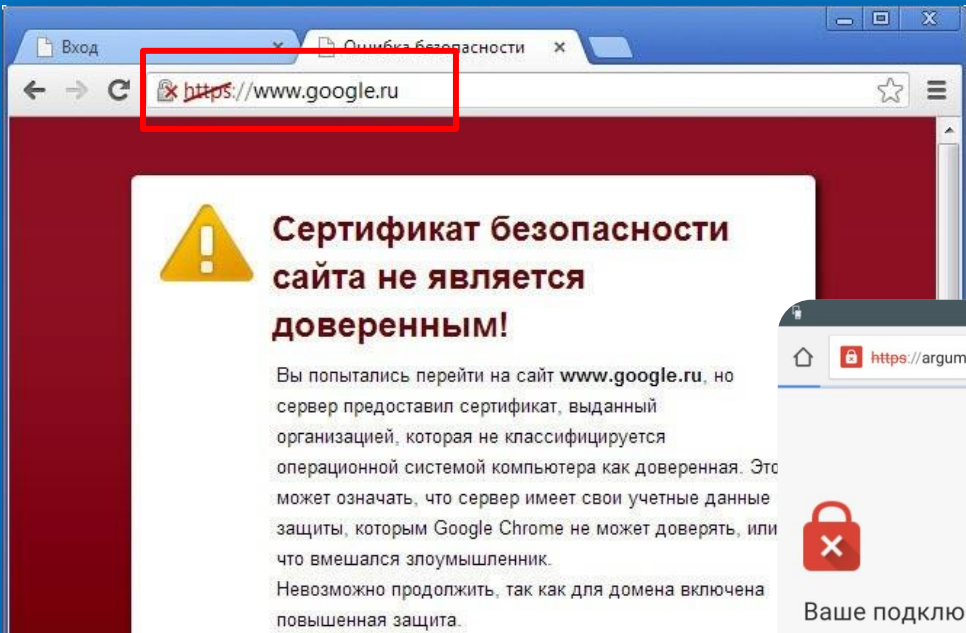 Вход
Ошибка безопасности
https://www.google.ru
Сертификат безопасности
сайта не является
доверенным!
Вы попытались перейти на сайт www.google.ru, но
сервер предоставил сертификат, выданный
организацией, которая не классифицируется
операционной системой компьютера как доверенная. Это
может означать, что сервер имеет свои учетные данные
защиты, которым Google Chrome не может доверять, или
что вмешался злоумышленник.
Невозможно продолжить, так как для домена включена
повышенная защита.
https://argum
Ваше подклю